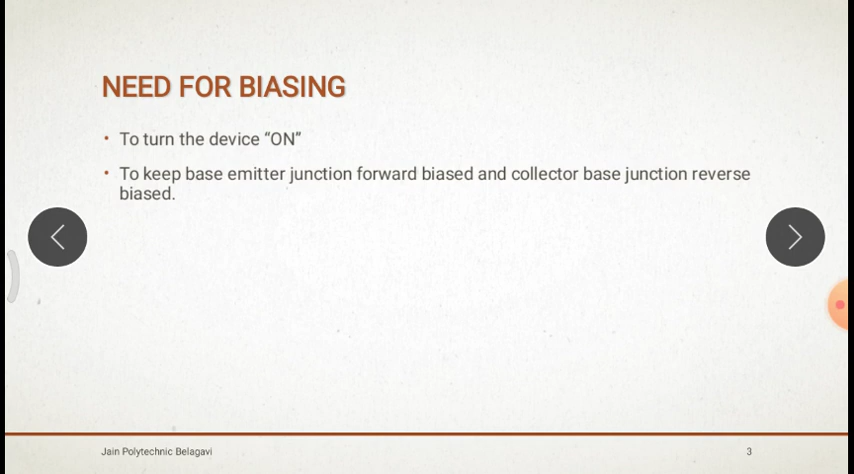 NEED FOR BIASING
• To turn the device “ON”
• To keep base emitter junction forward biased and collector base junction reverse
biased.
Jain Polytechnic Belagavi
3